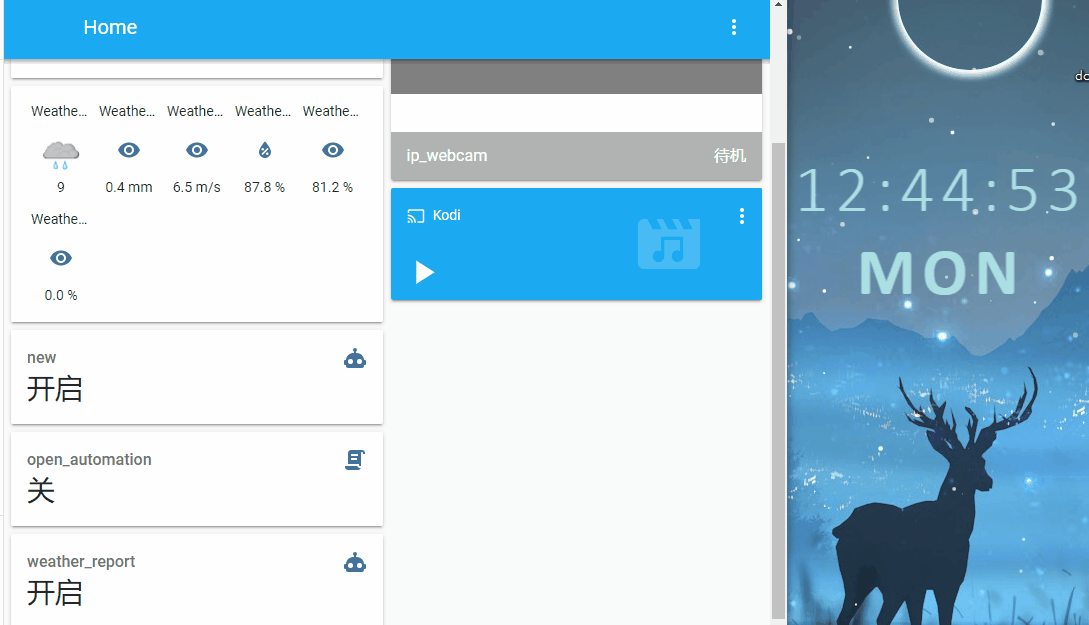 Home
Weathe... Weathe... Weathe... Weathe... Weathe...
9 0.4 mm 6.5 m/s 87.8 % 81.2 %
Weathe...
0.0 %
new
开启
open_automation
关
weather_report
开启
ip_webcam 待机
Kodi
12:44:53
MON